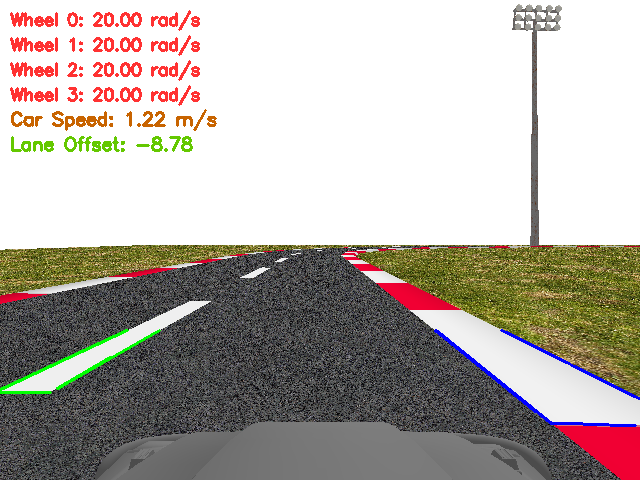 Wheel 0: 20.00 rad/s
Wheel 1: 20.00 rad/s
Wheel 2: 20.00 rad/s
Wheel 3: 20.00 rad/s
Car Speed: 1.22 m/s
Lane Offset: -8.78